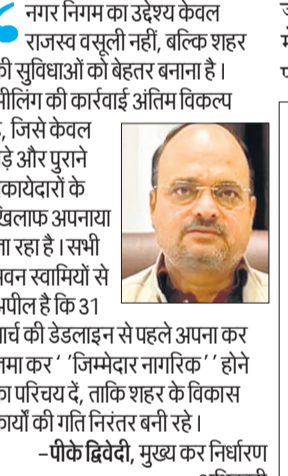 नगर निगम का उद्देश्य केवल
राजस्व वसूली नहीं, बल्कि शहर
की सुविधाओं को बेहतर बनाना है।
सीलिंग की कार्रवाई अंतिम विकल्प
है, जिसे केवल
बड़े और पुराने
बकायेदारों के
खिलाफ अपनाया
जा रहा है। सभी
भवन स्वामियों से
अपील है कि 31
मार्च की डेडलाइन से पहले अपना कर
जमा कर ' 'जिम्मेदार नागरिक' ' होने
का परिचय दें, ताकि शहर के विकास
कार्यों की गति निरंतर बनी रहे।
-पीके द्विवेदी, मुख्य कर निर्धारण